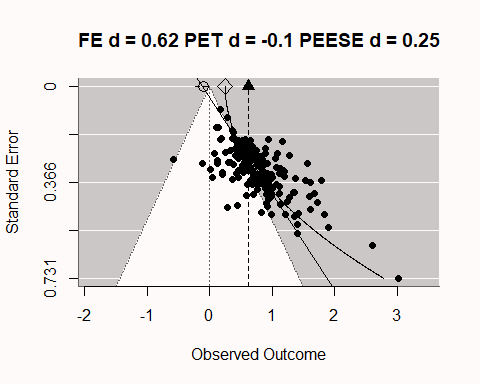 FE d = 0.62 PET d = -0.1 PEESE d = 0.25
Standard Error
0
0.366
0.731
-2 -1 0 1 2 3
Observed Outcome